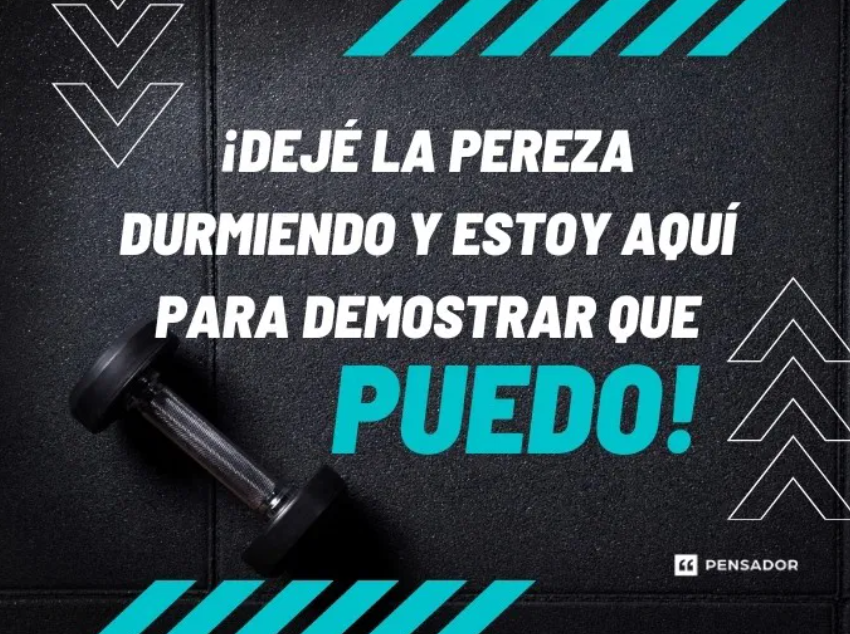 ¡DEJÉ LA PEREZA
DURMIENDO Y ESTOY AQUÍ
PARA DEMOSTRAR QUE
PUEDO!
PENSADOR